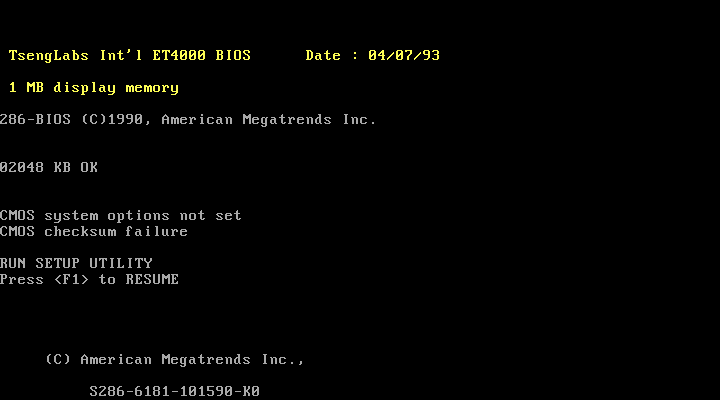 TsengLabs Int'l ET4000 BIOS Date : 04/07/93
1 MB display memory
286-BIOS (C)1990, American Megatrends Inc.
02048 KB OK
CMOS system options not set
CMOS checksum failure
RUN SETUP UTILITY
Press <F1> to RESUME
(C) American Megatrends Inc.,
S286-6181-101590-K0